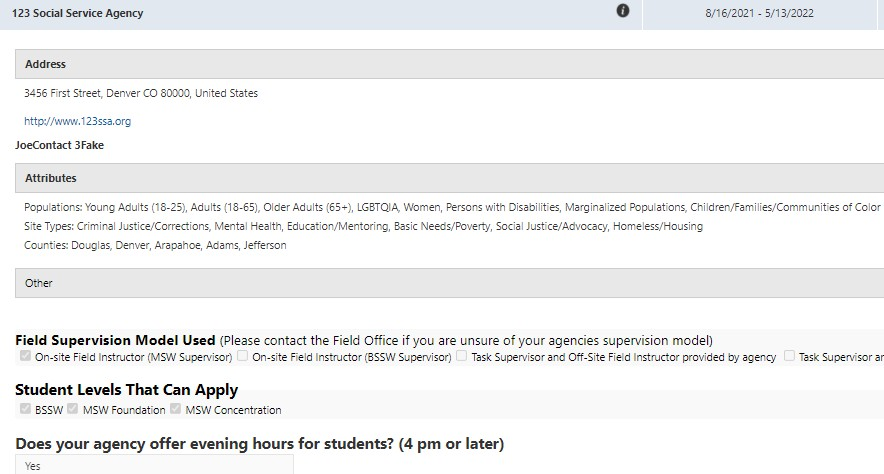 123 Social Service Agency 8/16/2021 - 5/13/2022
Address
3456 First Street, Denver CO 80000, United States
http://www.123ssa.org
JoeContact 3Fake
Attributes
Populations: Young Adults (18-25), Adults (18-65), Older Adults (65+), LGBTQIA, Women, Persons with Disabilities, Marginalized Populations, Children/Families/Communities of Color
Site Types: Criminal Justice/Corrections, Mental Health, Education/Mentoring, Basic Needs/Poverty, Social Justice/Advocacy, Homeless/Housing
Counties: Douglas, Denver, Arapahoe, Adams, Jefferson
Other
Field Supervision Model Used (Please contact the Field Office if you are unsure of your agencies supervision model)
On-site Field Instructor (MSW Supervisor) On-site Field Instructor (BSSW Supervisor) Task Supervisor and Off-Site Field Instructor provided by agency Task Supervisor
Student Levels That Can Apply
BSSW MSW Foundation MSW Concentration
Does your agency offer evening hours for students? (4 pm or later)
Yes